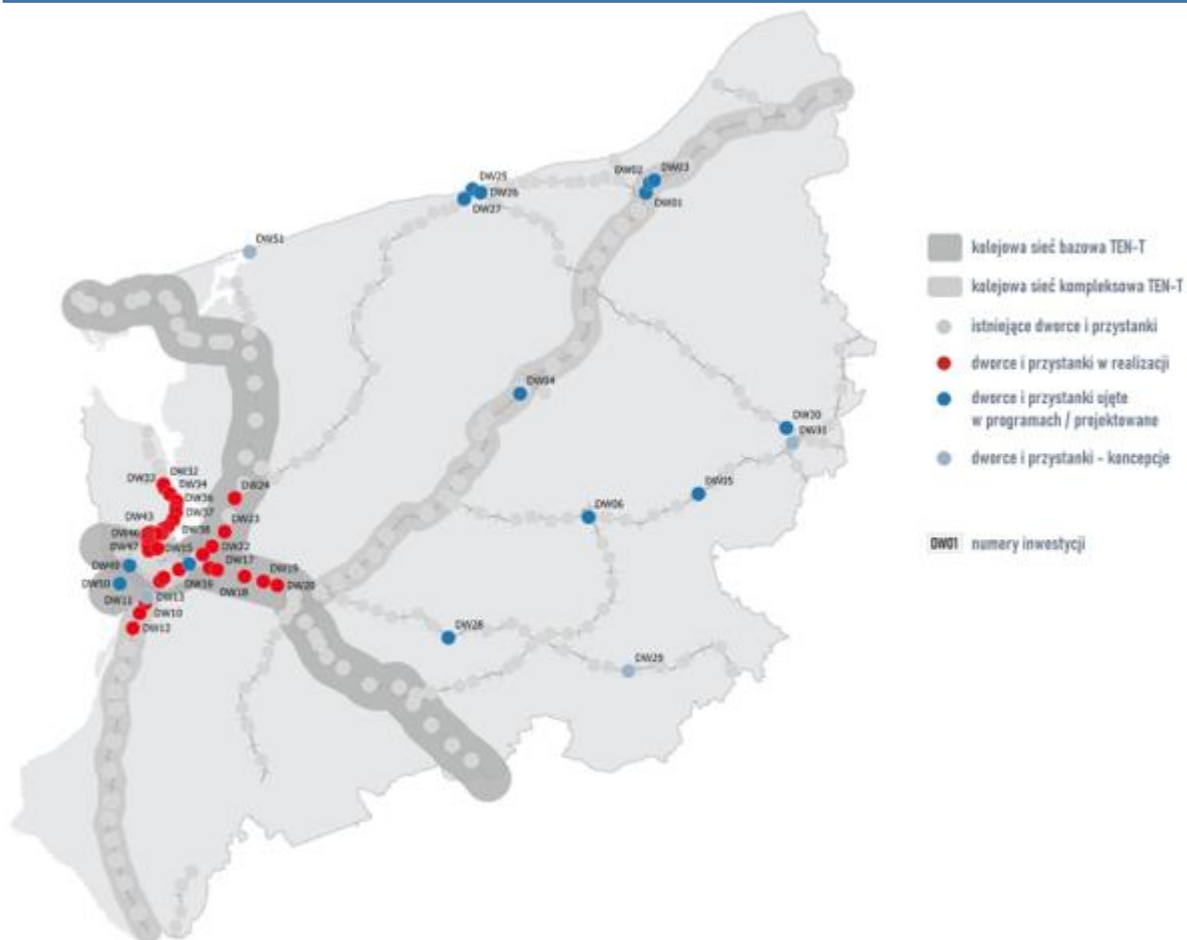 DW02
DW03
DW01
DW25
DW26
DW27
DW51
DW04
DW05
DW06
DW32
DW34
DW36
DW37
DW38
DW43
DW46
DW47
DW15
DW24
DW23
DW22
DW17
DW19
DW16
DW18
DW20
DW49
DW50
DW11
DW13
DW10
DW12
DW28
DW29
kolejowa sieć bazowa TEN-T
kolejowa sieć kompleksowa TEN-T
istniejące dworce i przystanki
dworce i przystanki w realizacji
dworce i przystanki ujęte
w programach / projektowane
dworce i przystanki - koncepcje
DW01 numery inwestycji